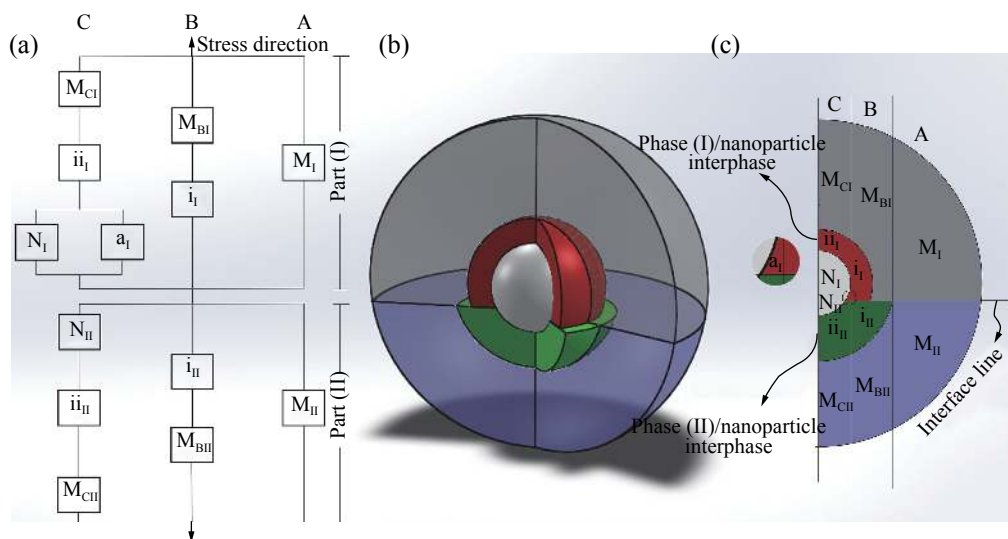 C B A
(a)
Stress direction
M_CI
M_BI
ii_I
M_I
i_I
N_I
a_I
Part (I)
N_II
i_II
ii_II
M_II
M_BII
M_CII
Part (II)
(b)
(c)
C
B
A
Phase (I)/nanoparticle
interphase
M_CI
M_BI
ii_I
i_I
M_I
a_I
N_I
N_II
i_II
ii_II
M_II
M_CII
M_BII
Phase (II)/nanoparticle
interphase
Interface line